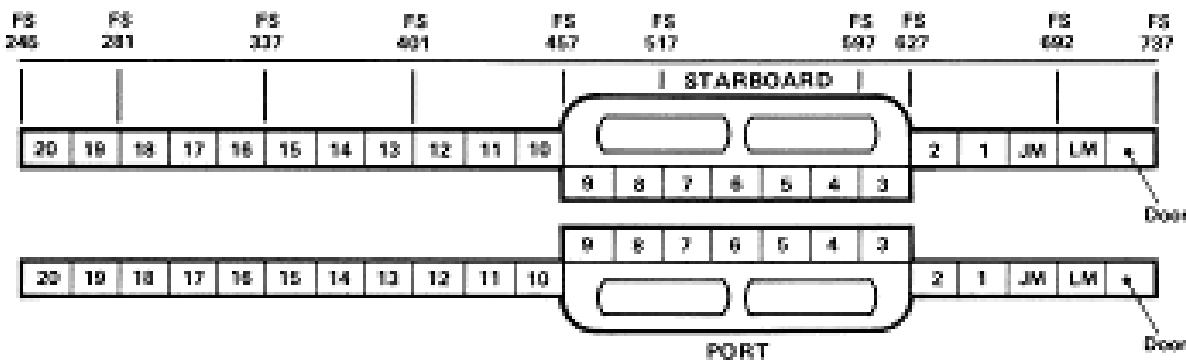 FS FS FS FS FS FS FS FS FS FS
245 281 337 401 457 517 597 627 692 737
STARBOARD
20 19 18 17 16 15 14 13 12 11 10 2 1 JM LM
9 8 7 6 5 4 3
Door
9 8 7 6 5 4 3
20 19 18 17 16 15 14 13 12 11 10 2 1 JM LM
PORT
Door